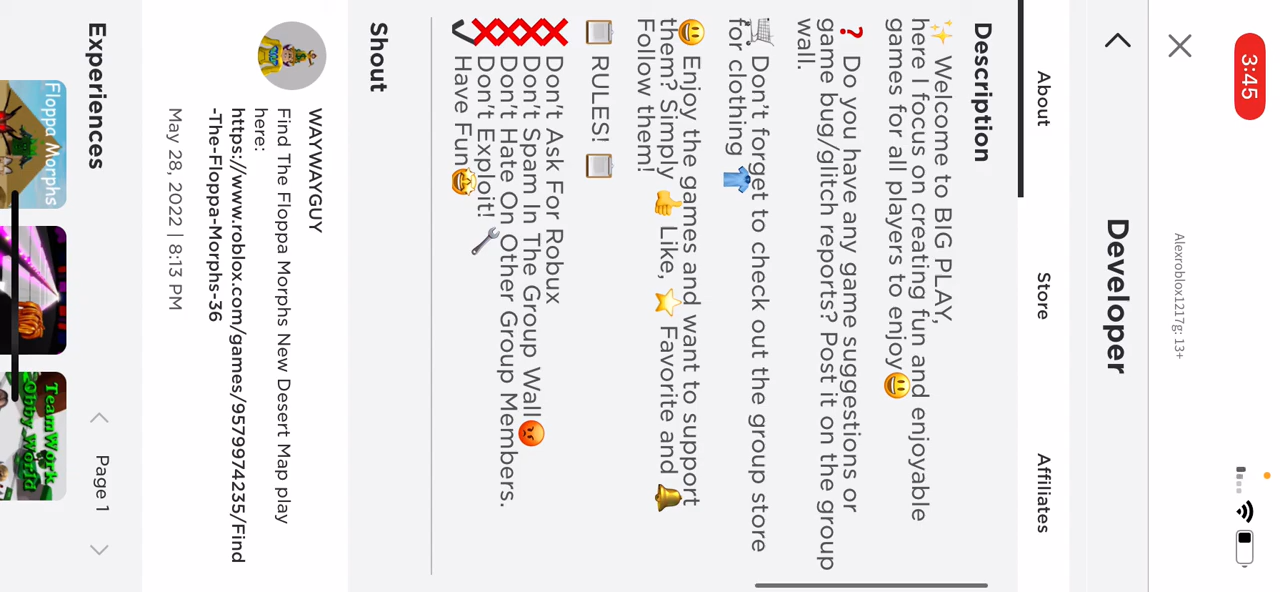 3:45
Alexroblox1217g: 13+
Developer
About
Store
Affiliates
Description
✨ Welcome to BIG PLAY,
here I focus on creating fun and enjoyable
games for all players to enjoy😃
❓ Do you have any game suggestions or
game bug/glitch reports? Post it on the group
wall.
🛒 Don't forget to check out the group store
for clothing 👕
😃 Enjoy the games and want to support
them? Simply 👍 Like, ⭐ Favorite and 🔔
Follow them!
📋 RULES! 📋
❌Don't Ask For Robux
❌Don't Spam In The Group Wall😡
❌Don't Hate On Other Group Members.
❌Don't Exploit! 🔧
✔Have Fun🤩
Shout
WAYWAYGUY
Find The Floppa Morphs New Desert Map play
here:
https://www.roblox.com/games/9579974235/Find
-The-Floppa-Morphs-36
May 28, 2022 | 8:13 PM
Experiences
Page 1
Floppa Morphs
TeamWork
Obby World